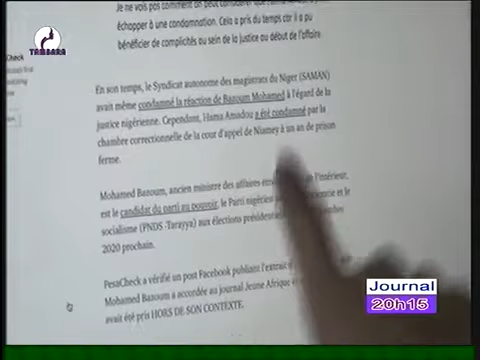 TAMBARA
Je ne vois pas comment on peut considérer que
échapper à une condamnation. Cela a pris du temps car il a pu
bénéficier de complicités au sein de la justice au début de l'affaire.
Check
En son temps, le Syndicat autonome des magistrats du Niger (SAMAN)
avait même condamné la réaction de Bazoum Mohamed à l'égard de la
justice nigérienne. Cependant, Hama Amadou a été condamné par la
chambre correctionnelle de la cour d'appel de Niamey à un an de prison
ferme.
Mohamed Bazoum, ancien ministre des affaires de l'intérieur,
est le candidat du parti au pouvoir, le Parti nigérien et le
socialisme (PNDS -Tarayya) aux élections
2020 prochain.
PesaCheck a vérifié un post Facebook publiant l'extrait
Mohamed Bazoum a accordée au journal Jeune Afrique
avait été pris HORS DE SON CONTEXTE.
Journal
20h15